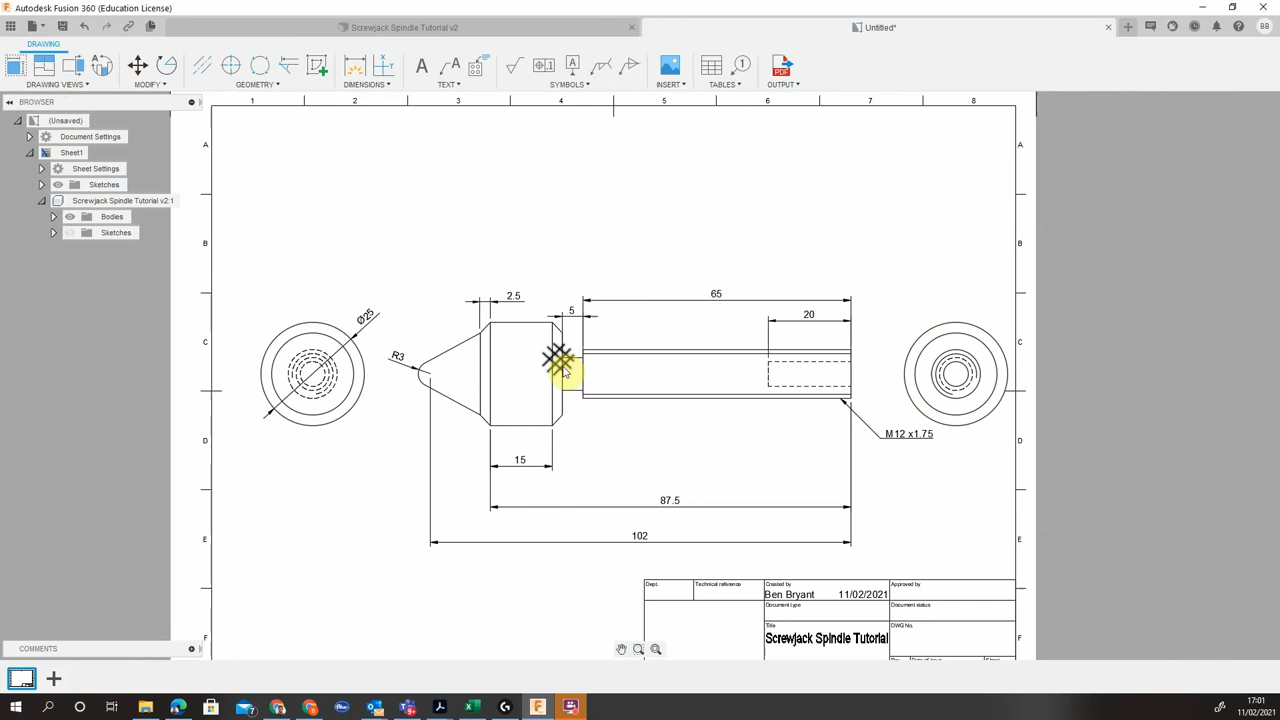 Autodesk Fusion 360 (Education License)
Screwjack Spindle Tutorial v2
Untitled*
BB
DRAWING
DRAWING VIEWS ▾
MODIFY ▾
GEOMETRY ▾
DIMENSIONS ▾
TEXT ▾
SYMBOLS ▾
INSERT ▾
TABLES ▾
OUTPUT ▾
BROWSER
(Unsaved)
Document Settings
Sheet1
Sheet Settings
Sketches
Screwjack Spindle Tutorial v2:1
Bodies
Sketches
1 2 3 4 5 6 7 8
A A
B B
C C
D D
E E
F F
Ø25
R3
2.5
5
65
20
M12 x1.75
15
87.5
102
Dept.
Technical reference
Created by
Approved by
Ben Bryant 11/02/2021
Document type
Document status
Title
DWG No.
Screwjack Spindle Tutorial
COMMENTS
17:01
11/02/2021